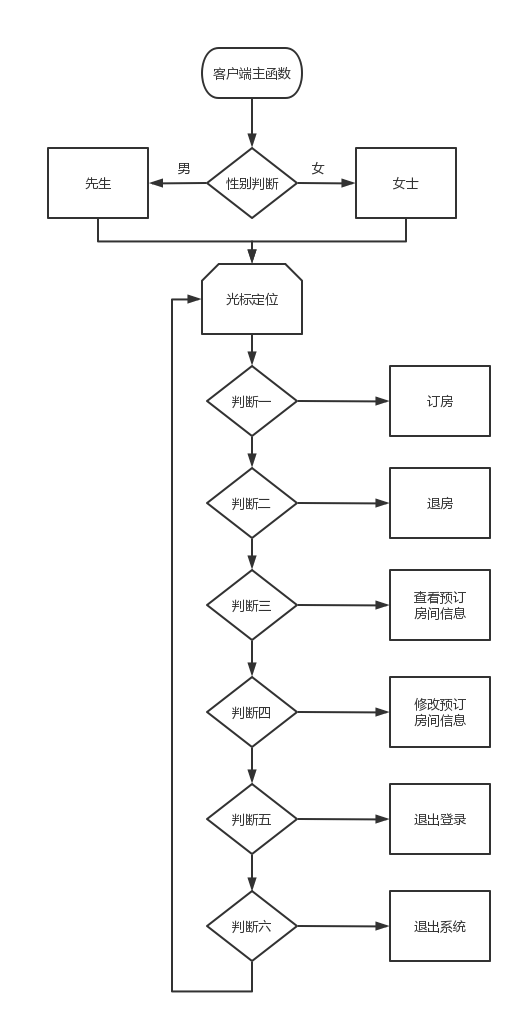 客户端主函数
男
女
先生
性别判断
女士
光标定位
判断一
订房
判断二
退房
判断三
查看预订
房间信息
判断四
修改预订
房间信息
判断五
退出登录
判断六
退出系统